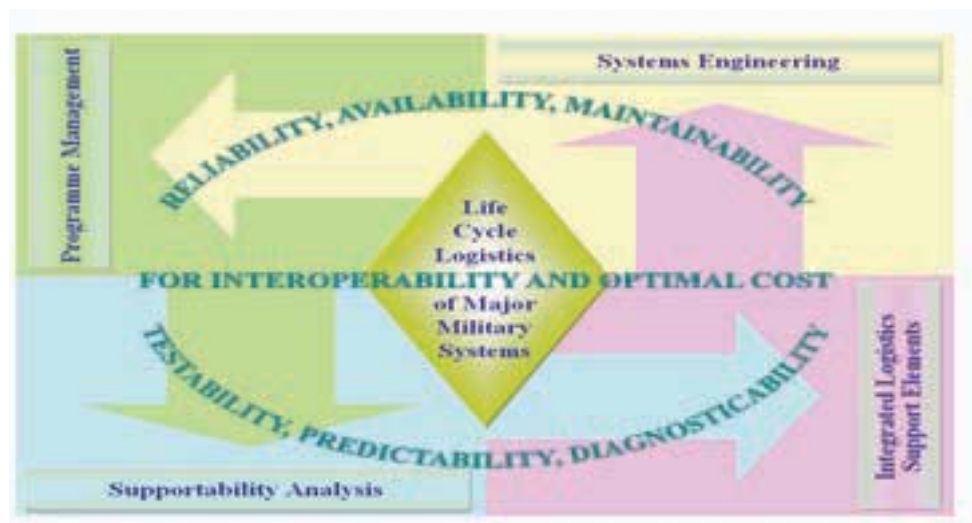 Programme Management
Systems Engineering
RELIABILITY, AVAILABILITY, MAINTAINABILITY
Life
Cycle
Logistics
FOR INTEROPERABILITY AND OPTIMAL COST
of Major
Military
Systems
TESTABILITY, PREDICTABILITY, DIAGNOSTICABILITY
Integrated Logistics
Support Elements
Supportability Analysis